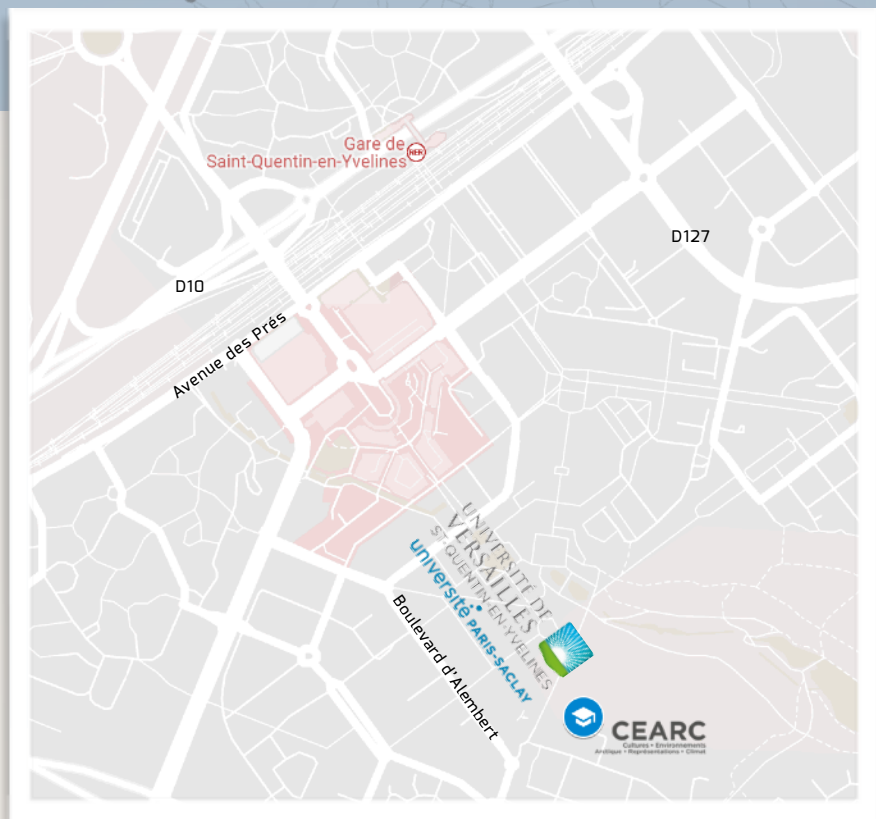 Gare de
Saint-Quentin-en-Yvelines
RER
D127
D10
Avenue des Prés
UNIVERSITÉ DE
VERSAILLES
ST-QUENTIN-EN-YVELINES
université
PARIS-SACLAY
Boulevard d'Alembert
CEARC
Cultures • Environnements
Arctique • Représentations • Climat